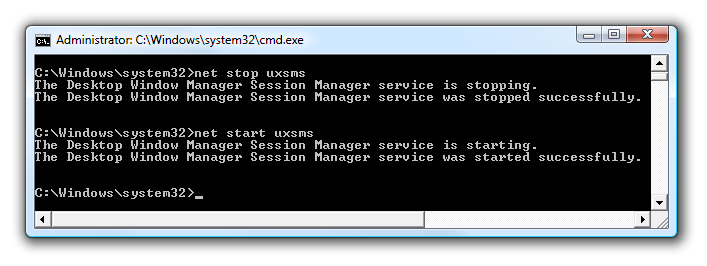 Administrator: C:\Windows\system32\cmd.exe
C:\Windows\system32>net stop uxsms
The Desktop Window Manager Session Manager service is stopping.
The Desktop Window Manager Session Manager service was stopped successfully.
C:\Windows\system32>net start uxsms
The Desktop Window Manager Session Manager service is starting.
The Desktop Window Manager Session Manager service was started successfully.
C:\Windows\system32>_